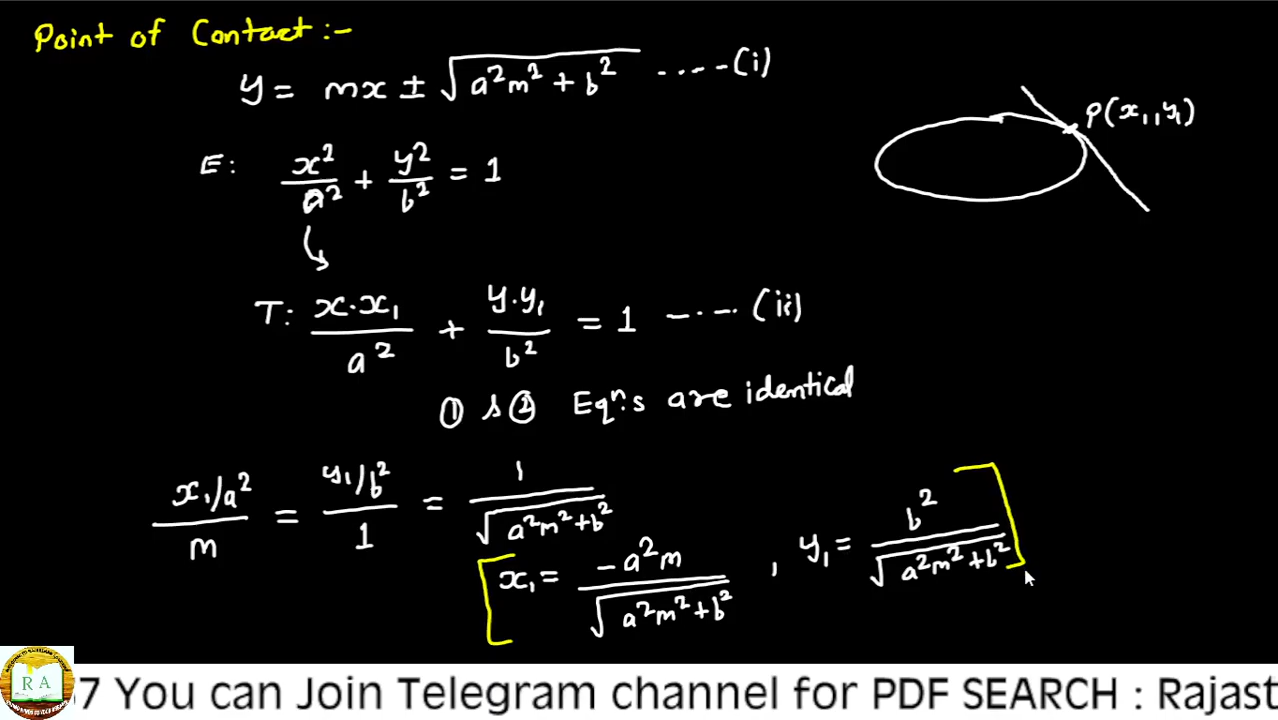 Point of Contact :-
y = mx ± √(a²m² + b²) .....(i)
P(x₁, y₁)
E: x²/a² + y²/b² = 1
T: x·x₁/a² + y·y₁/b² = 1 .....(ii)
① & ② Eqⁿ.s are identical
(x₁/a²)/m = (y₁/b²)/1 = 1/√(a²m²+b²)
[x₁ = -a²m/√(a²m²+b²) , y₁ = b²/√(a²m²+b²)]
RA
7 You can Join Telegram channel for PDF SEARCH : Rajast